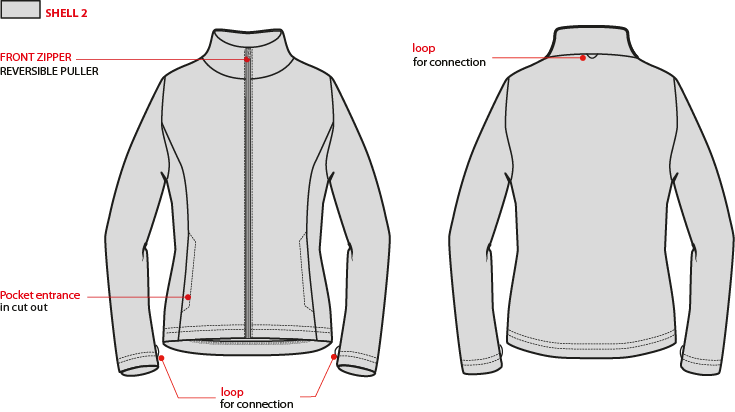 SHELL 2
FRONT ZIPPER
REVERSIBLE PULLER
loop
for connection
Pocket entrance
in cut out
loop
for connection